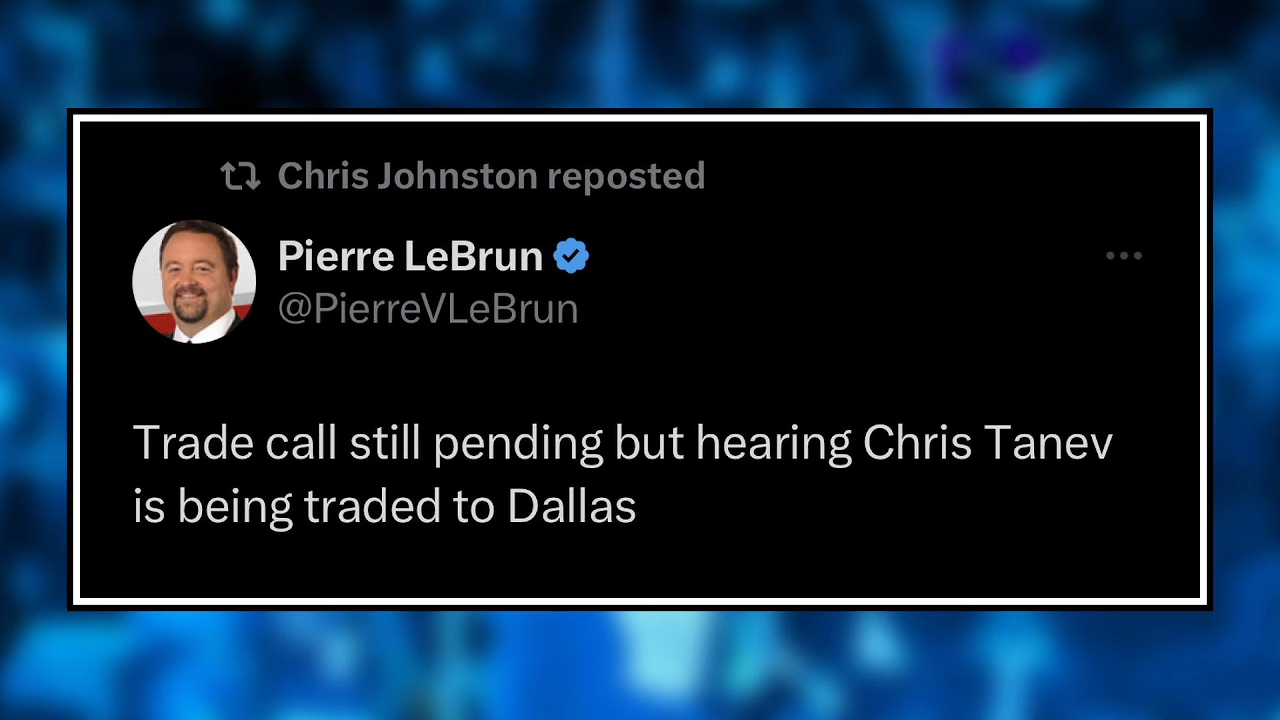 Chris Johnston reposted
Pierre LeBrun
@PierreVLeBrun
Trade call still pending but hearing Chris Tanev
is being traded to Dallas